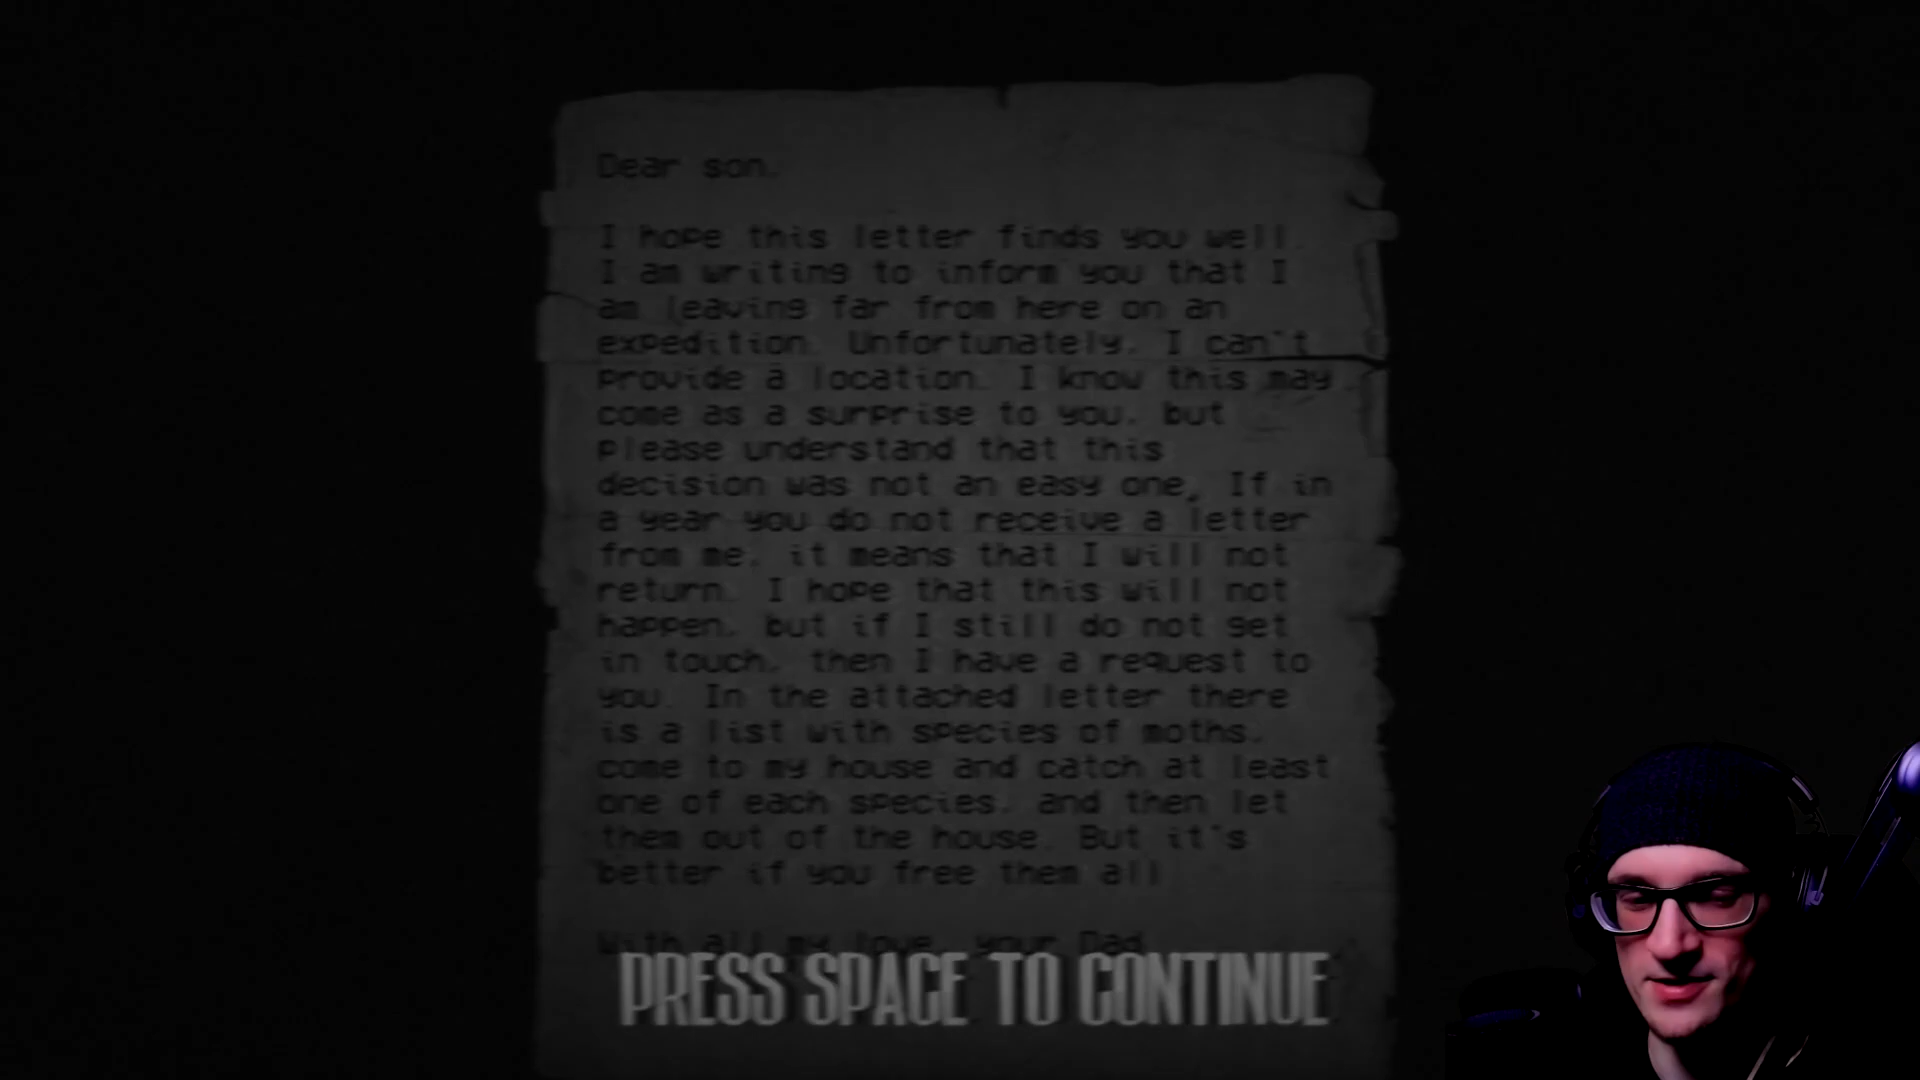 Dear son.
I hope this letter finds you well.
I am writing to inform you that I
am leaving far from here on an
expedition. Unfortunately, I can't
provide a location. I know this may
come as a surprise to you, but
please understand that this
decision was not an easy one, If in
a year you do not receive a letter
from me, it means that I will not
return. I hope that this will not
happen, but if I still do not get
in touch, then I have a request to
you. In the attached letter there
is a list with species of moths,
come to my house and catch at least
one of each species, and then let
them out of the house. But it's
better if you free them all
With all my love, your Dad
PRESS SPACE TO CONTINUE